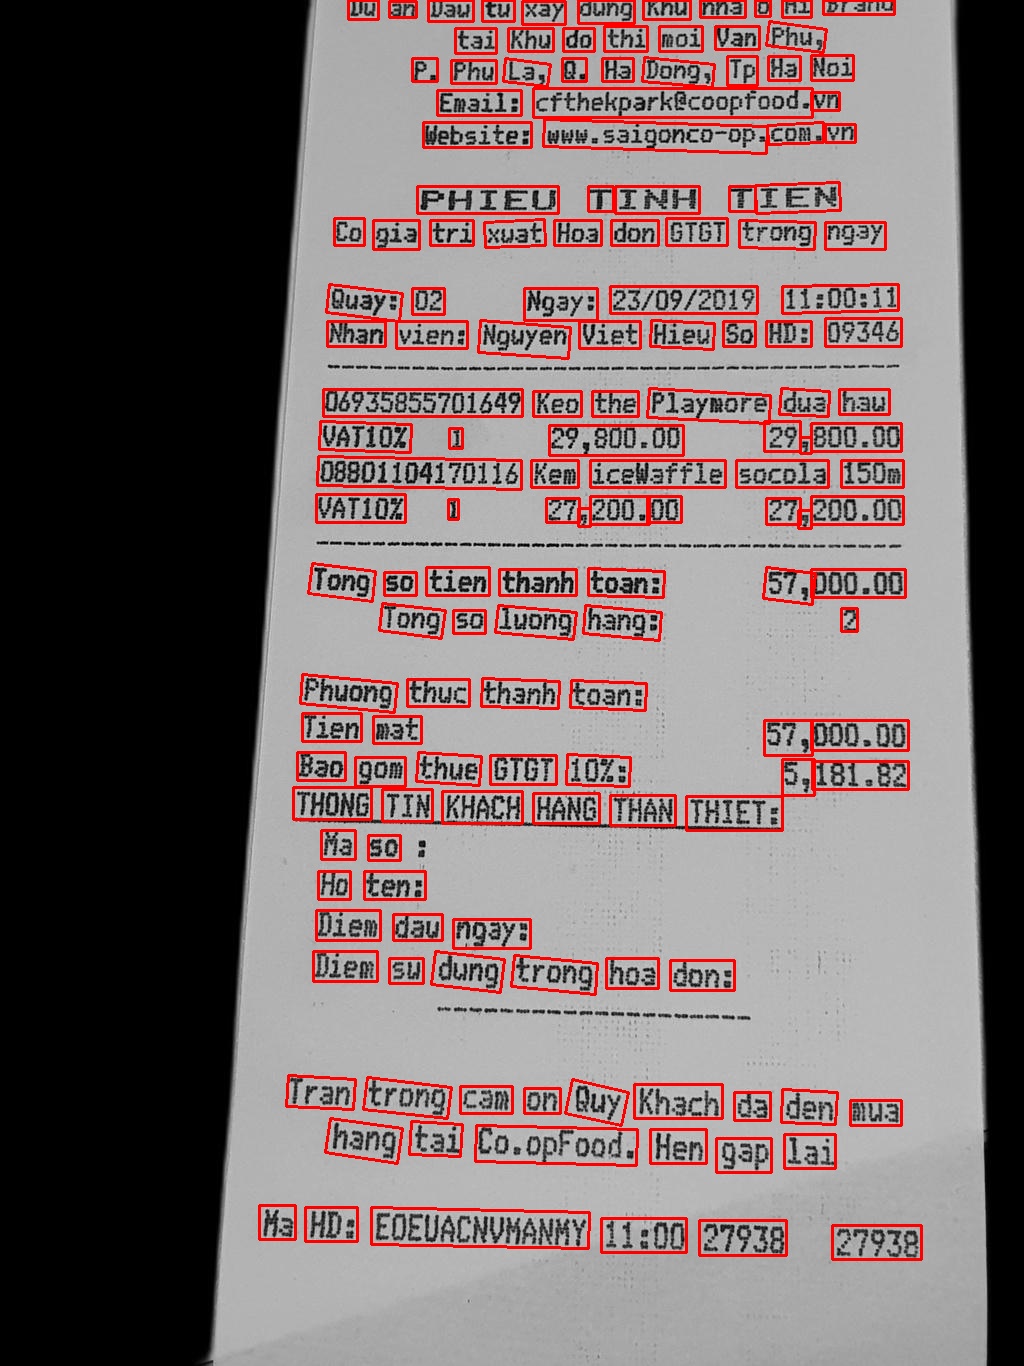 Du an Dau tu xay dung Khu nha o Hi Brand
tai Khu do thi moi Van Phu,
P. Phu La, Q. Ha Dong, Tp Ha Noi
Email: cfthekpark@coopfood.vn
Website: www.saigonco-op.com.vn
PHIEU TINH TIEN
Co gia tri xuat Hoa don GTGT trong ngay
Quay: 02 Ngay: 23/09/2019 11:00:11
Nhan vien: Nguyen Viet Hieu So HD: 09346
06935855701649 Keo the Playmore dua hau
VAT10% 1 29,800.00 29,800.00
08801104170116 Kem iceWaffle socola 150m
VAT10% 1 27,200.00 27,200.00
Tong so tien thanh toan: 57,000.00
Tong so luong hang: 2
Phuong thuc thanh toan:
Tien mat 57,000.00
Bao gom thue GTGT 10%: 5,181.82
THONG TIN KHACH HANG THAN THIET:
Ma so :
Ho ten:
Diem dau ngay:
Diem su dung trong hoa don:
Tran trong cam on Quy Khach da den mua
hang tai Co.opFood. Hen gap lai
Ma HD: EOEUACNVMANMY 11:00 27938 27938